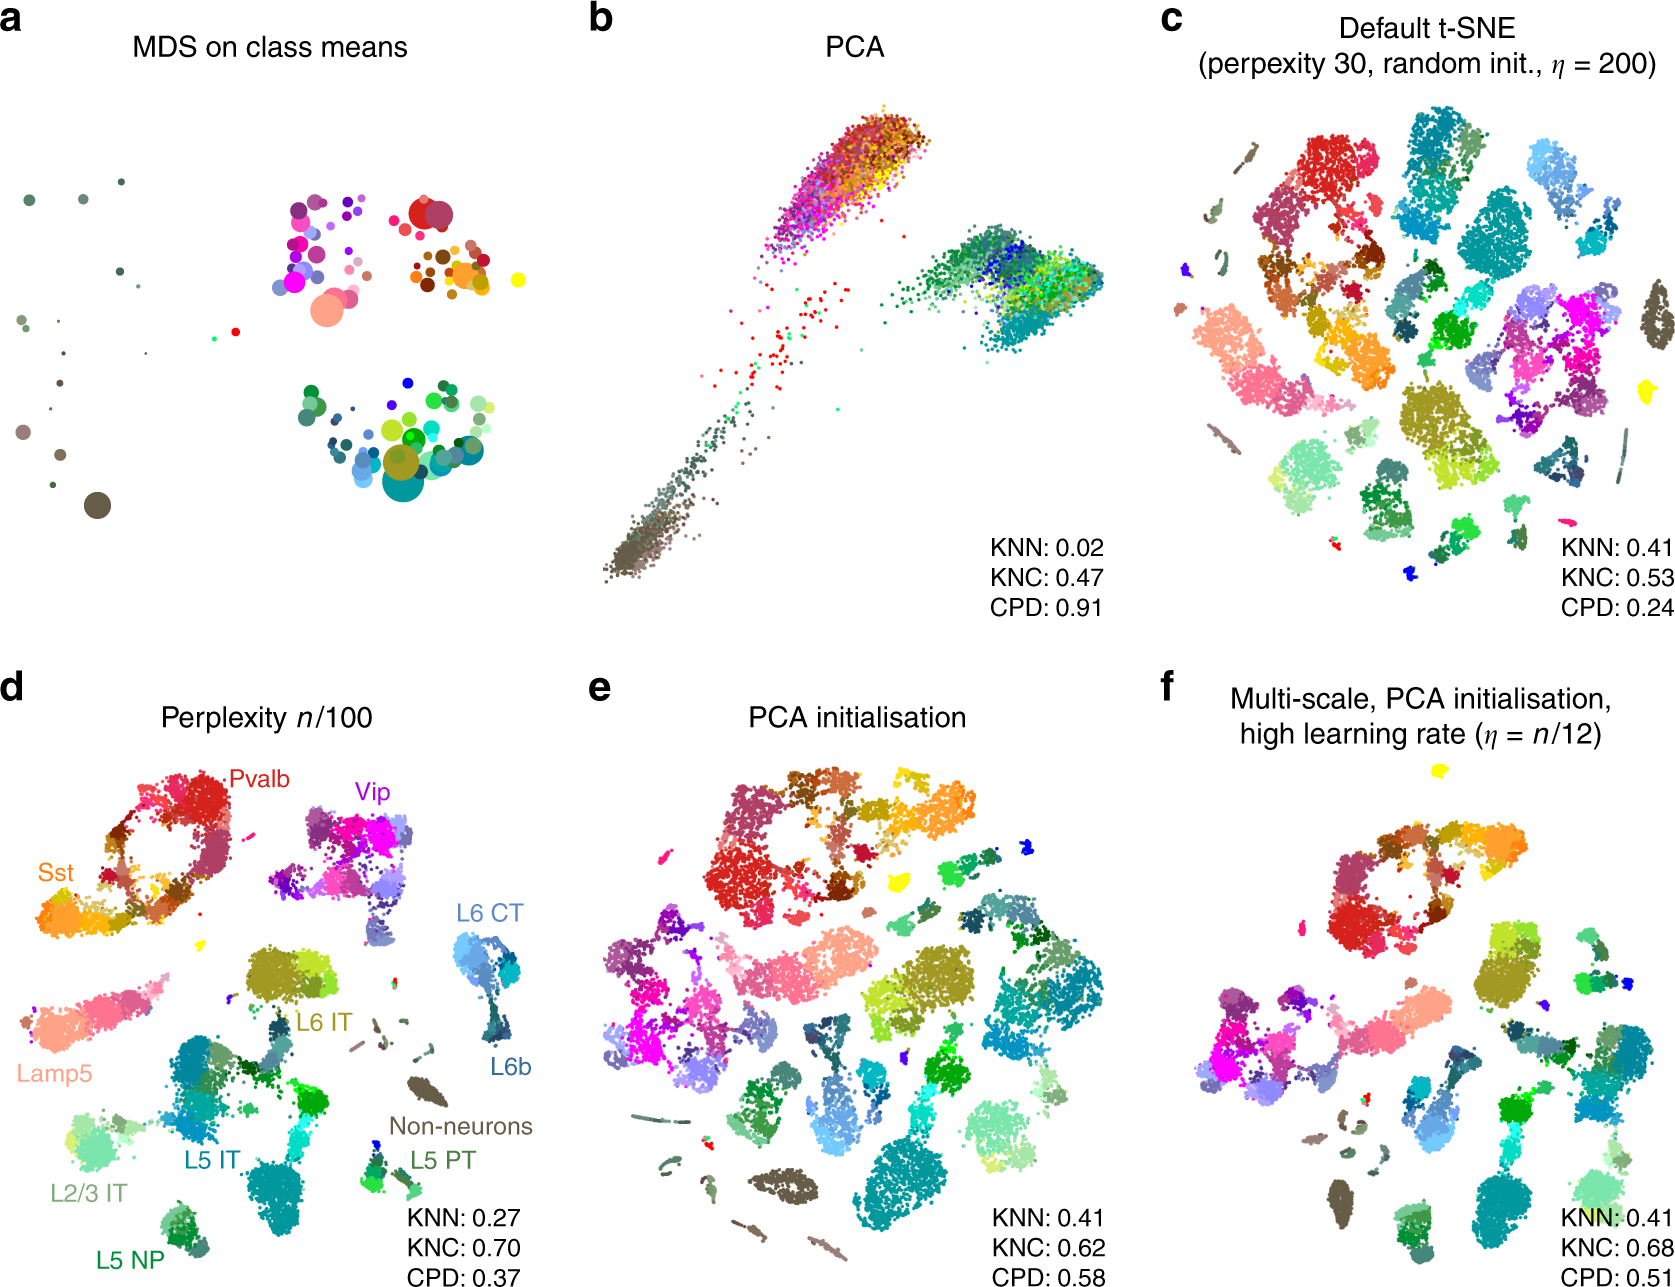 a
MDS on class means
b
PCA
KNN: 0.02
KNC: 0.47
CPD: 0.91
c
Default t-SNE
(perpexity 30, random init., η = 200)
KNN: 0.41
KNC: 0.53
CPD: 0.24
d
Perplexity n/100
Pvalb
Vip
Sst
L6 CT
L6 IT
Lamp5
L6b
Non-neurons
L5 IT
L5 PT
L2/3 IT
L5 NP
KNN: 0.27
KNC: 0.70
CPD: 0.37
e
PCA initialisation
KNN: 0.41
KNC: 0.62
CPD: 0.58
f
Multi-scale, PCA initialisation,
high learning rate (η = n/12)
KNN: 0.41
KNC: 0.68
CPD: 0.51